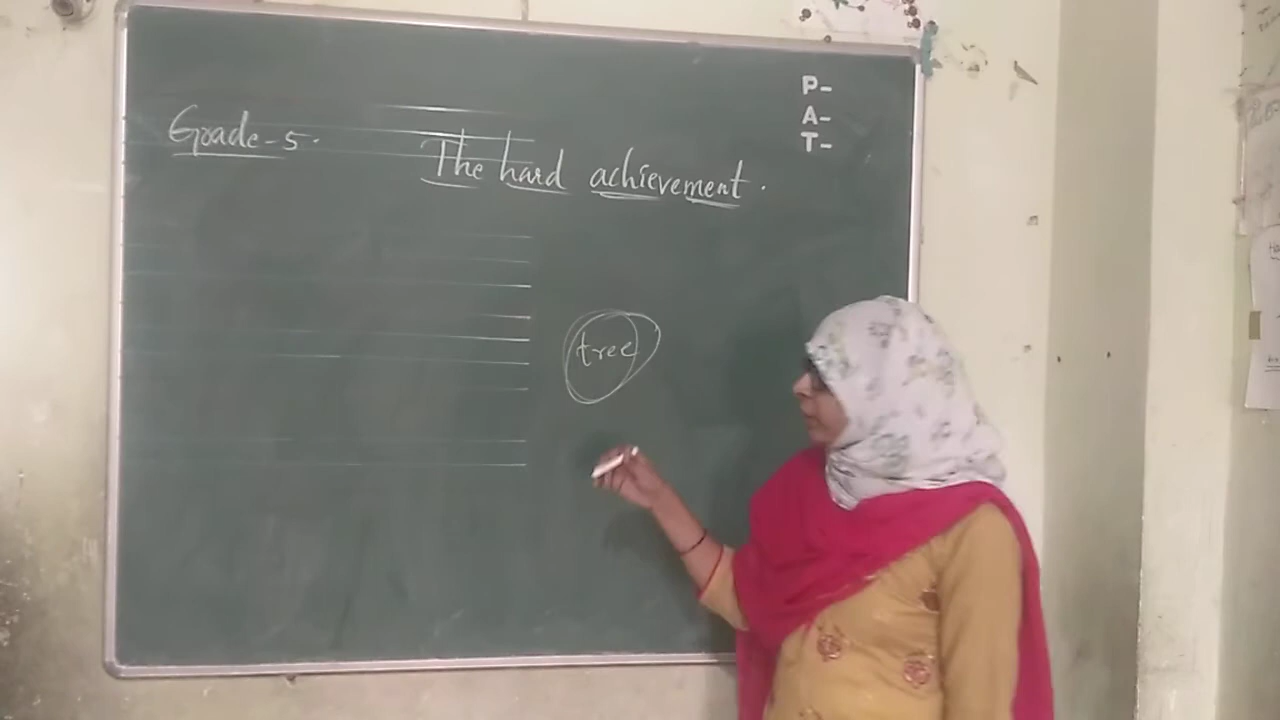 Grade-5.
The hard achievement.
P-
A-
T-
tree